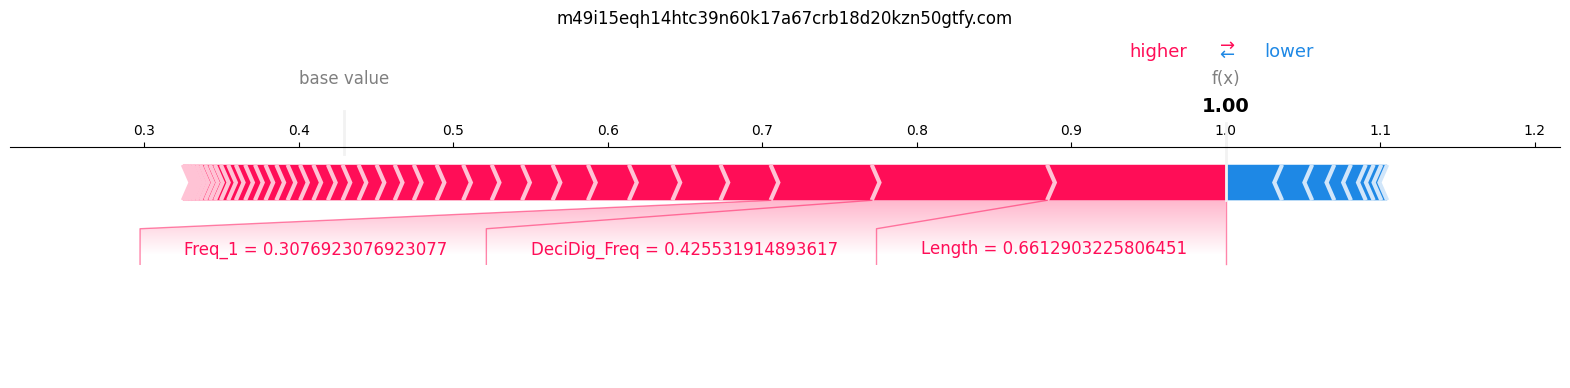 m49i15eqh14htc39n60k17a67crb18d20kzn50gtfy.com
higher → ← lower
base value f(x)
1.00
0.3 0.4 0.5 0.6 0.7 0.8 0.9 1.0 1.1 1.2
Freq_1 = 0.3076923076923077 DeciDig_Freq = 0.425531914893617 Length = 0.6612903225806451